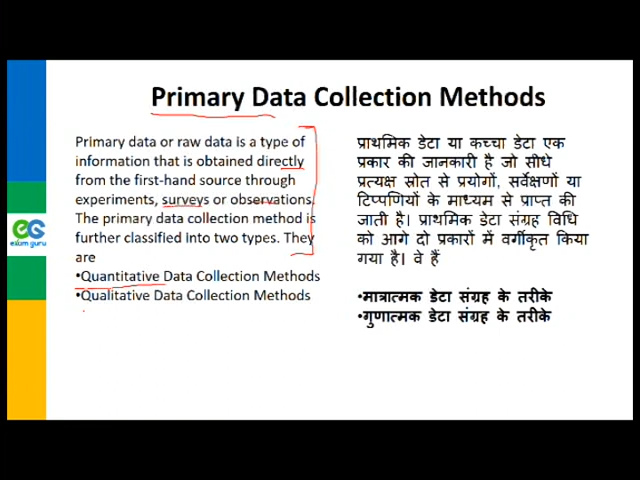 Primary Data Collection Methods
Primary data or raw data is a type of
information that is obtained directly
from the first-hand source through
experiments, surveys or observations.
The primary data collection method is
further classified into two types. They
are
•Quantitative Data Collection Methods
•Qualitative Data Collection Methods
प्राथमिक डेटा या कच्चा डेटा एक
प्रकार की जानकारी है जो सीधे
प्रत्यक्ष स्रोत से प्रयोगों, सर्वेक्षणों या
टिप्पणियों के माध्यम से प्राप्त की
जाती है। प्राथमिक डेटा संग्रह विधि
को आगे दो प्रकारों में वर्गीकृत किया
गया है। वे हैं
•मात्रात्मक डेटा संग्रह के तरीके
•गुणात्मक डेटा संग्रह के तरीके
eg
exam guru